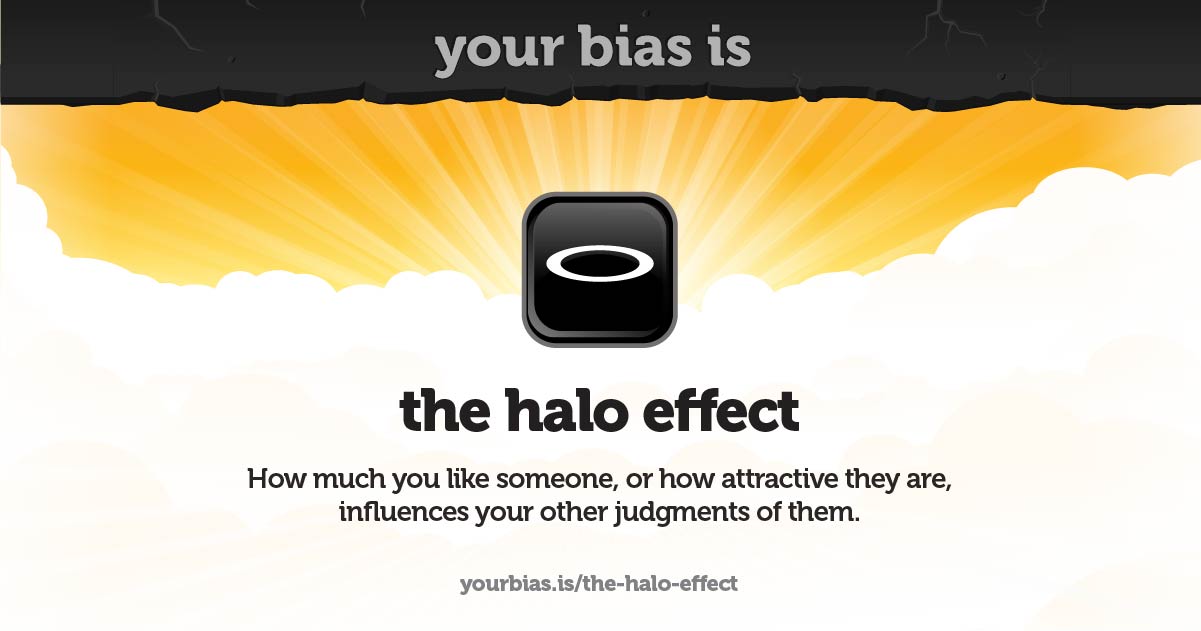 your bias is
the halo effect
How much you like someone, or how attractive they are,
influences your other judgments of them.
yourbias.is/the-halo-effect